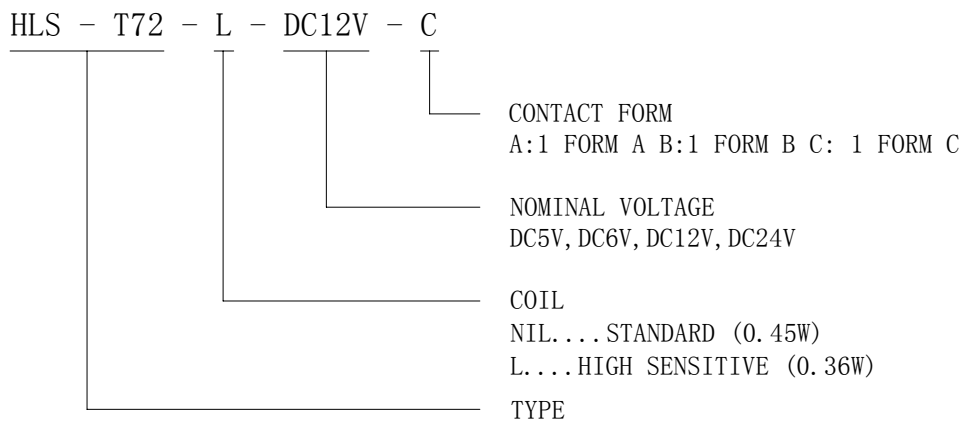 HLS - T72 - L - DC12V - C
CONTACT FORM
A:1 FORM A B:1 FORM B C: 1 FORM C
NOMINAL VOLTAGE
DC5V, DC6V, DC12V, DC24V
COIL
NIL....STANDARD (0.45W)
L....HIGH SENSITIVE (0.36W)
TYPE